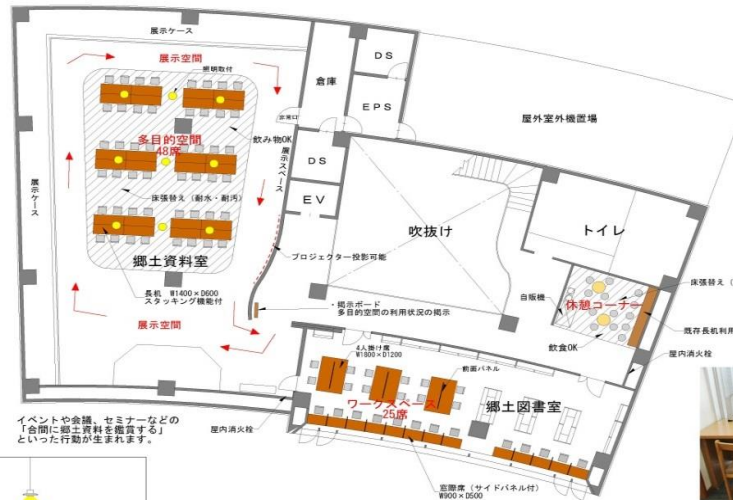 展示ケース
展示空間
照明取付
倉庫
DS
EPS
屋外室外機置場
非常口
多目的空間
48席
飲み物OK
展示スペース
展示ケース
床張替え（耐水・耐汚）
DS
EV
吹抜け
トイレ
郷土資料室
プロジェクター投影可能
長机 W1400×D600
スタッキング機能付
・掲示ボード
多目的空間の利用状況の掲示
展示空間
自販機
休憩コーナー
床張替え（
既存長机利用
飲食OK
屋内消火栓
4人掛け席
W1800×D1200
前面パネル
ワークスペース
25席
郷土図書室
屋内消火栓
窓際席（サイドパネル付）
W900×D500
イベントや会議、セミナーなどの
「合間に郷土資料を鑑賞する」
といった行動が生まれます。